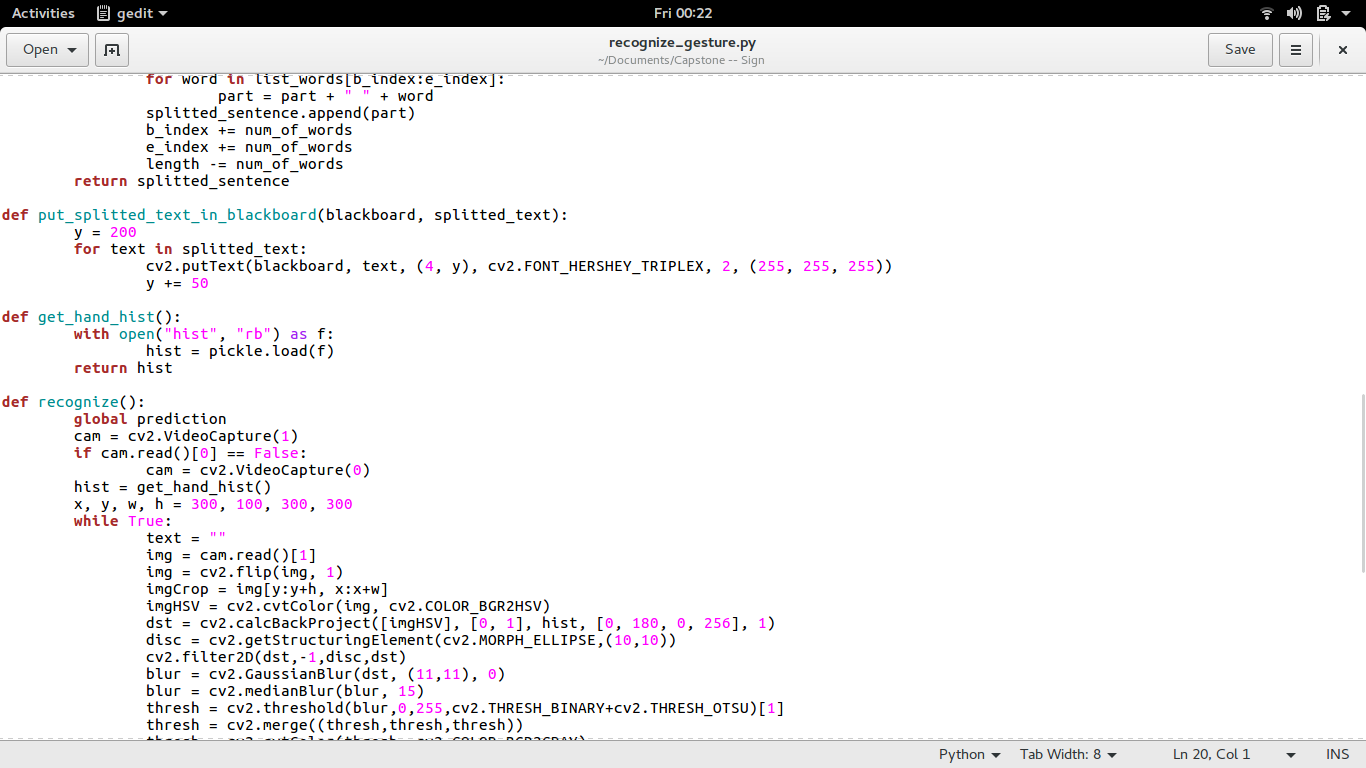 Activities gedit Fri 00:22
Open recognize_gesture.py Save
~/Documents/Capstone -- Sign
for word in list_words[b_index:e_index]:
part = part + " " + word
splitted_sentence.append(part)
b_index += num_of_words
e_index += num_of_words
length -= num_of_words
return splitted_sentence
def put_splitted_text_in_blackboard(blackboard, splitted_text):
y = 200
for text in splitted_text:
cv2.putText(blackboard, text, (4, y), cv2.FONT_HERSHEY_TRIPLEX, 2, (255, 255, 255))
y += 50
def get_hand_hist():
with open("hist", "rb") as f:
hist = pickle.load(f)
return hist
def recognize():
global prediction
cam = cv2.VideoCapture(1)
if cam.read()[0] == False:
cam = cv2.VideoCapture(0)
hist = get_hand_hist()
x, y, w, h = 300, 100, 300, 300
while True:
text = ""
img = cam.read()[1]
img = cv2.flip(img, 1)
imgCrop = img[y:y+h, x:x+w]
imgHSV = cv2.cvtColor(img, cv2.COLOR_BGR2HSV)
dst = cv2.calcBackProject([imgHSV], [0, 1], hist, [0, 180, 0, 256], 1)
disc = cv2.getStructuringElement(cv2.MORPH_ELLIPSE,(10,10))
cv2.filter2D(dst,-1,disc,dst)
blur = cv2.GaussianBlur(dst, (11,11), 0)
blur = cv2.medianBlur(blur, 15)
thresh = cv2.threshold(blur,0,255,cv2.THRESH_BINARY+cv2.THRESH_OTSU)[1]
thresh = cv2.merge((thresh,thresh,thresh))
thresh = cv2.cvtColor(thresh, cv2.COLOR_BGR2GRAY)
Python Tab Width: 8 Ln 20, Col 1 INS